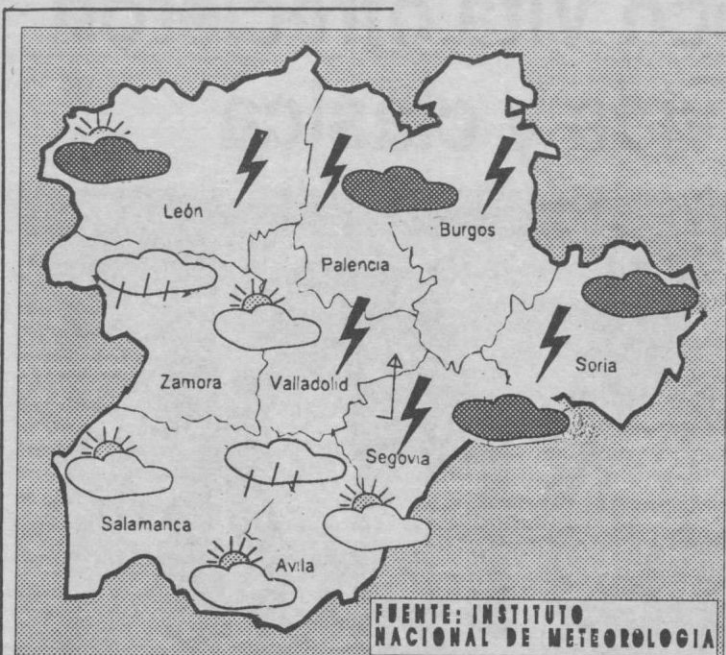 León
Burgos
Palencia
Soria
Zamora
Valladolid
Segovia
Salamanca
Avila
FUENTE: INSTITUTO
NACIONAL DE METEOROLOGIA